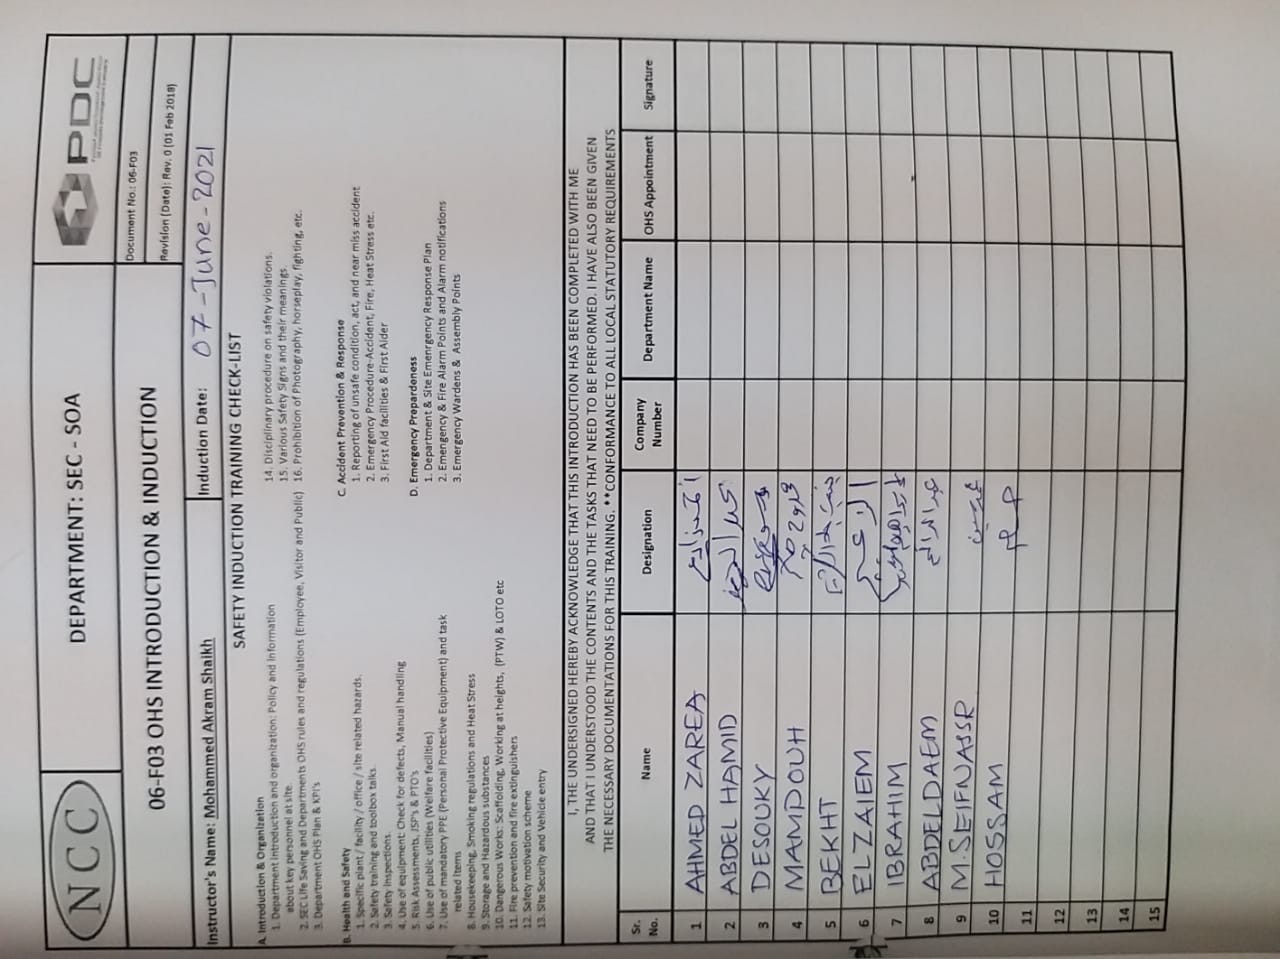 NCC
DEPARTMENT: SEC - SOA
PDC
06-F03 OHS INTRODUCTION & INDUCTION
Document No.: 06-F03
Revision (Date): Rev. 0 (01 Feb 2018)
Instructor's Name: Mohammed Akram Shaikh
Induction Date: 07-June-2021
SAFETY INDUCTION TRAINING CHECK-LIST
A. Introduction & Organization
1. Department introduction and organization: Policy and Information
about key personnel at site.
2. SEC Life Saving and Departments OHS rules and regulations (Employee, Visitor and Public)
3. Department OHS Plan & KPI's
B. Health and Safety
1. Specific plant / facility / office / site related hazards.
2. Safety training and toolbox talks.
3. Safety inspections.
4. Use of equipment: Check for defects, Manual handling
5. Risk Assessments, JSP's & PTO's
6. Use of public utilities (Welfare facilities)
7. Use of mandatory PPE (Personal Protective Equipment) and task
related items
8. Housekeeping, Smoking regulations and Heat Stress
9. Storage and Hazardous substances
10. Dangerous Works: Scaffolding, Working at heights, (PTW) & LOTO etc
11. Fire prevention and fire extinguishers
12. Safety motivation scheme
13. Site Security and Vehicle entry
14. Disciplinary procedure on safety violations.
15. Various Safety Signs and their meanings.
16. Prohibition of Photography, horseplay, fighting, etc.
C. Accident Prevention & Response
1. Reporting of unsafe condition, act, and near miss accident
2. Emergency Procedure-Accident, Fire, Heat Stress etc.
3. First Aid facilities & First Aider
D. Emergency Prepardeness
1. Department & Site Emenrgency Response Plan
2. Emengency & Fire Alarm Points and Alarm notifications
3. Emergency Wardens & Assembly Points
I, THE UNDERSIGNED HEREBY ACKNOWLEDGE THAT THIS INTRODUCTION HAS BEEN COMPLETED WITH ME
AND THAT I UNDERSTOOD THE CONTENTS AND THE TASKS THAT NEED TO BE PERFORMED. I HAVE ALSO BEEN GIVEN
THE NECESSARY DOCUMENTATIONS FOR THIS TRAINING. **CONFORMANCE TO ALL LOCAL STATUTORY REQUIREMENTS
Sr. No. Name Designation Company Number Department Name OHS Appointment Signature
1 AHMED ZAREA
2 ABDEL HAMID
3 DESOUKY
4 MAMDOUH
5 BEKHT
6 ELZAIEM
7 IBRAHIM
8 ABDELDAEM
9 M.SEIFNASSR
10 HOSSAM
11
12
13
14
15